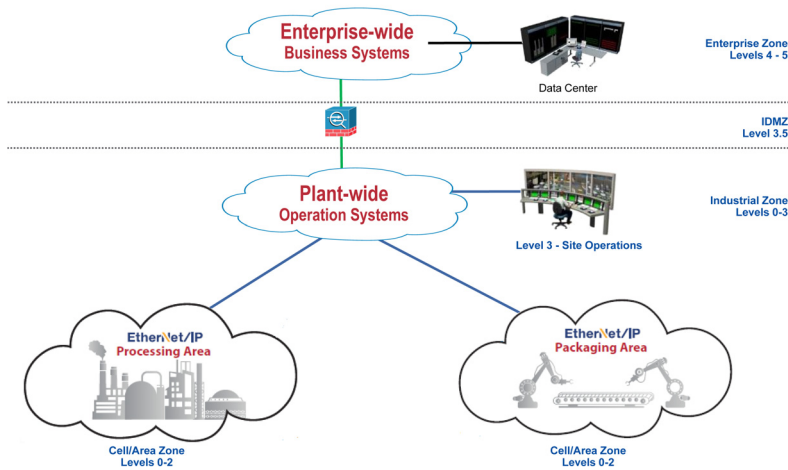 Enterprise-wide
Business Systems
Data Center
Enterprise Zone
Levels 4 - 5
IDMZ
Level 3.5
Plant-wide
Operation Systems
Level 3 - Site Operations
Industrial Zone
Levels 0-3
EtherNet/IP
Processing Area
EtherNet/IP
Packaging Area
Cell/Area Zone
Levels 0-2
Cell/Area Zone
Levels 0-2